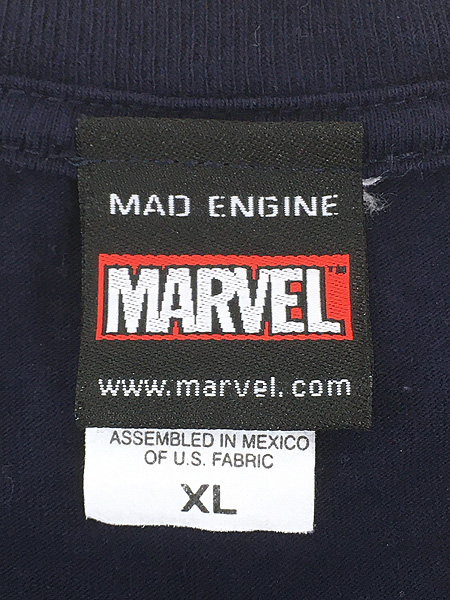 MAD ENGINE
MARVEL™
www.marvel.com
ASSEMBLED IN MEXICO
OF U.S. FABRIC
XL